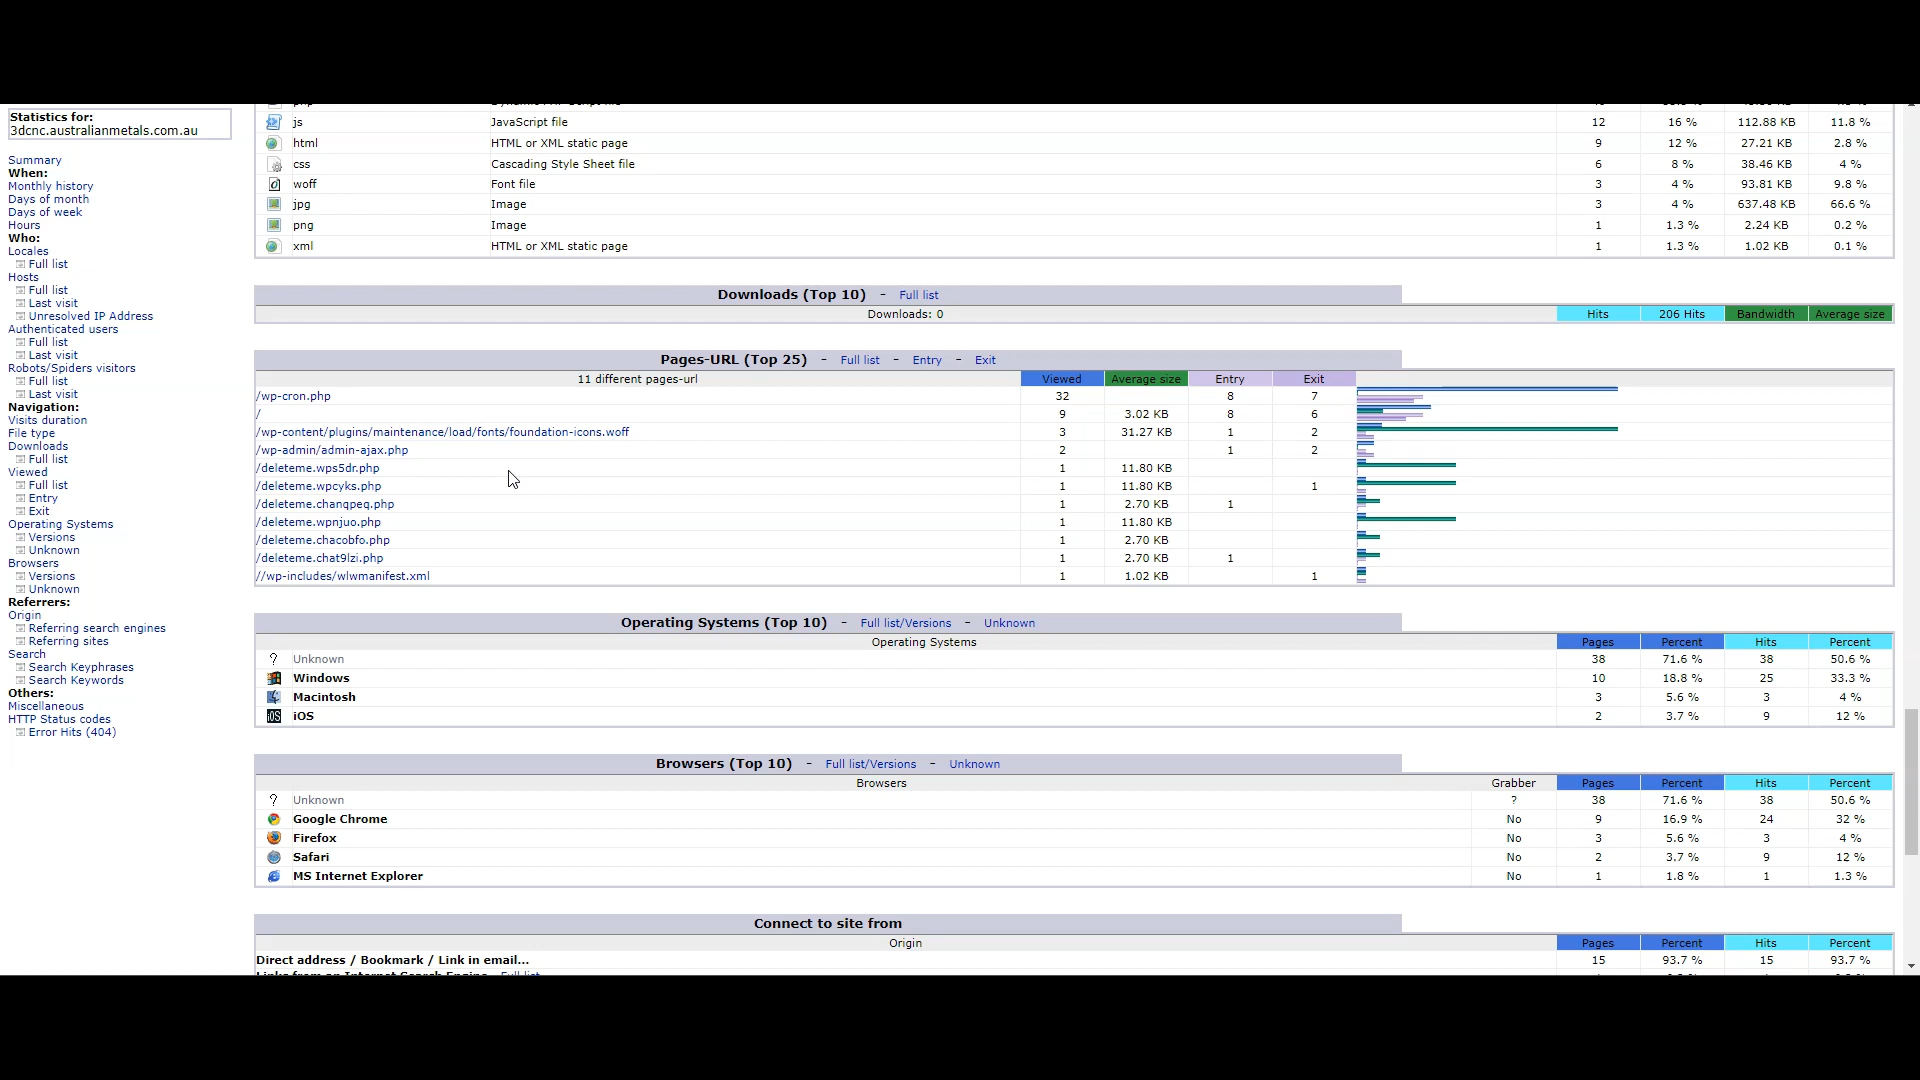 Statistics for:
3dcnc.australianmetals.com.au
Summary
When:
Monthly history
Days of month
Days of week
Hours
Who:
Locales
Full list
Hosts
Full list
Last visit
Unresolved IP Address
Authenticated users
Full list
Last visit
Robots/Spiders visitors
Full list
Last visit
Navigation:
Visits duration
File type
Downloads
Full list
Viewed
Full list
Entry
Exit
Operating Systems
Versions
Unknown
Browsers
Versions
Unknown
Referrers:
Origin
Referring search engines
Referring sites
Search
Search Keyphrases
Search Keywords
Others:
Miscellaneous
HTTP Status codes
Error Hits (404)
js JavaScript file 12 16 % 112.88 KB 11.8 %
html HTML or XML static page 9 12 % 27.21 KB 2.8 %
css Cascading Style Sheet file 6 8 % 38.46 KB 4 %
woff Font file 3 4 % 93.81 KB 9.8 %
jpg Image 3 4 % 637.48 KB 66.6 %
png Image 1 1.3 % 2.24 KB 0.2 %
xml HTML or XML static page 1 1.3 % 1.02 KB 0.1 %
Downloads (Top 10) - Full list
Downloads: 0 Hits 206 Hits Bandwidth Average size
Pages-URL (Top 25) - Full list - Entry - Exit
11 different pages-url Viewed Average size Entry Exit
/wp-cron.php 32 8 7
/ 9 3.02 KB 8 6
/wp-content/plugins/maintenance/load/fonts/foundation-icons.woff 3 31.27 KB 1 2
/wp-admin/admin-ajax.php 2 1 2
/deleteme.wps5dr.php 1 11.80 KB
/deleteme.wpcyks.php 1 11.80 KB 1
/deleteme.chanqpeq.php 1 2.70 KB 1
/deleteme.wpnjuo.php 1 11.80 KB
/deleteme.chacobfo.php 1 2.70 KB
/deleteme.chat9lzi.php 1 2.70 KB 1
//wp-includes/wlwmanifest.xml 1 1.02 KB 1
Operating Systems (Top 10) - Full list/Versions - Unknown
Operating Systems Pages Percent Hits Percent
? Unknown 38 71.6 % 38 50.6 %
Windows 10 18.8 % 25 33.3 %
Macintosh 3 5.6 % 3 4 %
iOS iOS 2 3.7 % 9 12 %
Browsers (Top 10) - Full list/Versions - Unknown
Browsers Grabber Pages Percent Hits Percent
? Unknown ? 38 71.6 % 38 50.6 %
Google Chrome No 9 16.9 % 24 32 %
Firefox No 3 5.6 % 3 4 %
Safari No 2 3.7 % 9 12 %
MS Internet Explorer No 1 1.8 % 1 1.3 %
Connect to site from
Origin Pages Percent Hits Percent
Direct address / Bookmark / Link in email... 15 93.7 % 15 93.7 %